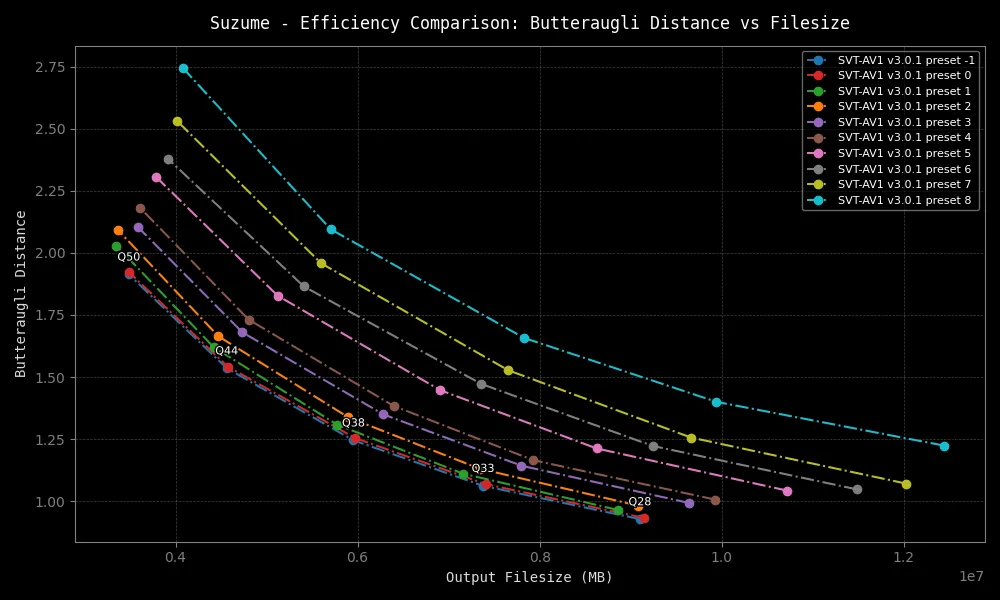 Suzume - Efficiency Comparison: Butteraugli Distance vs Filesize
SVT-AV1 v3.0.1 preset -1
SVT-AV1 v3.0.1 preset 0
SVT-AV1 v3.0.1 preset 1
SVT-AV1 v3.0.1 preset 2
SVT-AV1 v3.0.1 preset 3
SVT-AV1 v3.0.1 preset 4
SVT-AV1 v3.0.1 preset 5
SVT-AV1 v3.0.1 preset 6
SVT-AV1 v3.0.1 preset 7
SVT-AV1 v3.0.1 preset 8
Butteraugli Distance
2.75
2.50
2.25
2.00
1.75
1.50
1.25
1.00
Q50
Q44
Q38
Q33
Q28
0.4
0.6
0.8
1.0
1.2
1e7
Output Filesize (MB)